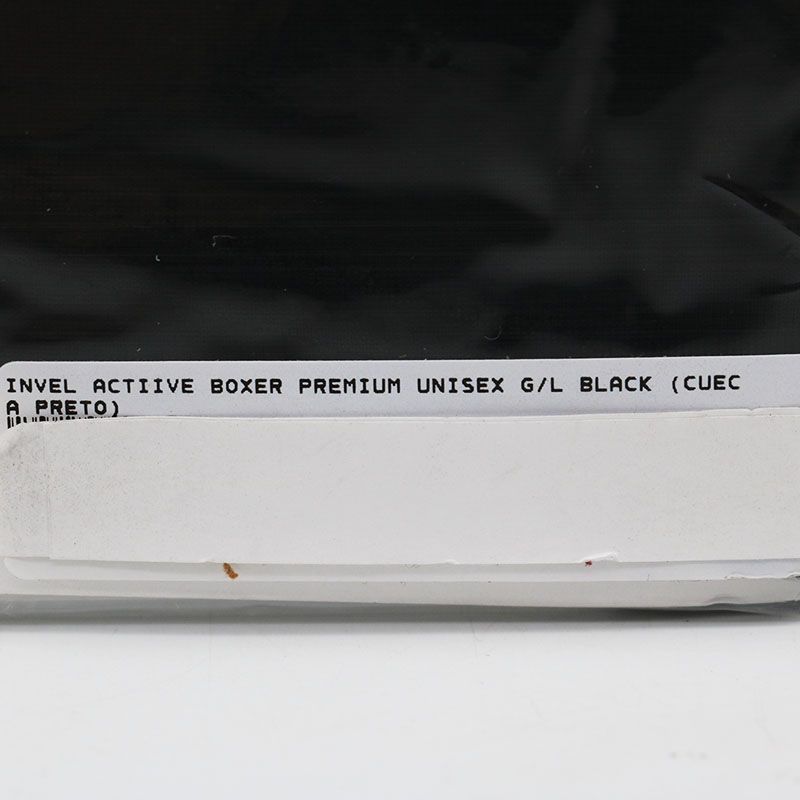 INVEL ACTIIVE BOXER PREMIUM UNISEX G/L BLACK (CUEC
A PRETO)